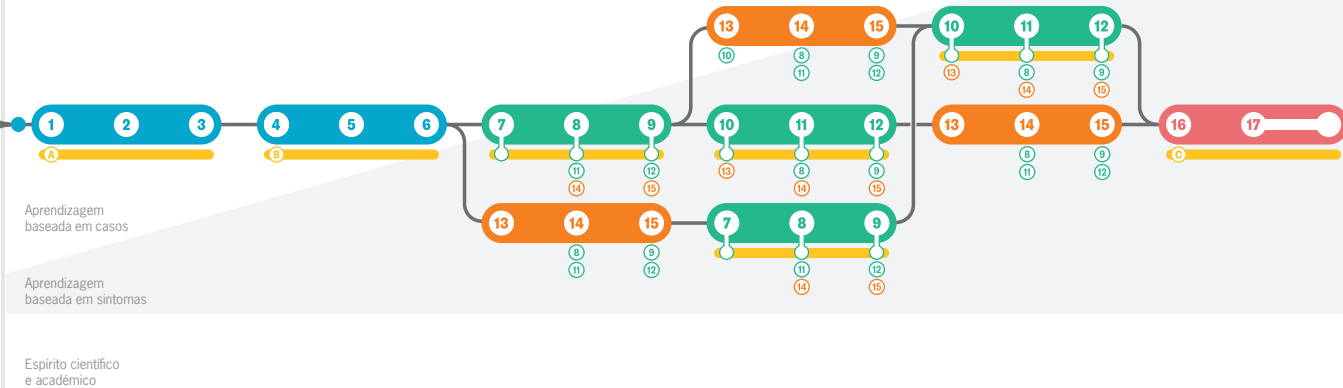 13 14 15
10 8 9
11 12
10 11 12
13 8 9
14 15
1 2 3
A
4 5 6
B
7 8 9
11 12
14 15
10 11 12
13 8 9
14 15
13 14 15
8 9
11 12
16 17
C
13 14 15
8 9
11 12
7 8 9
11 12
14 15
Aprendizagem
baseada em casos
Aprendizagem
baseada em sintomas
Espírito científico
e académico